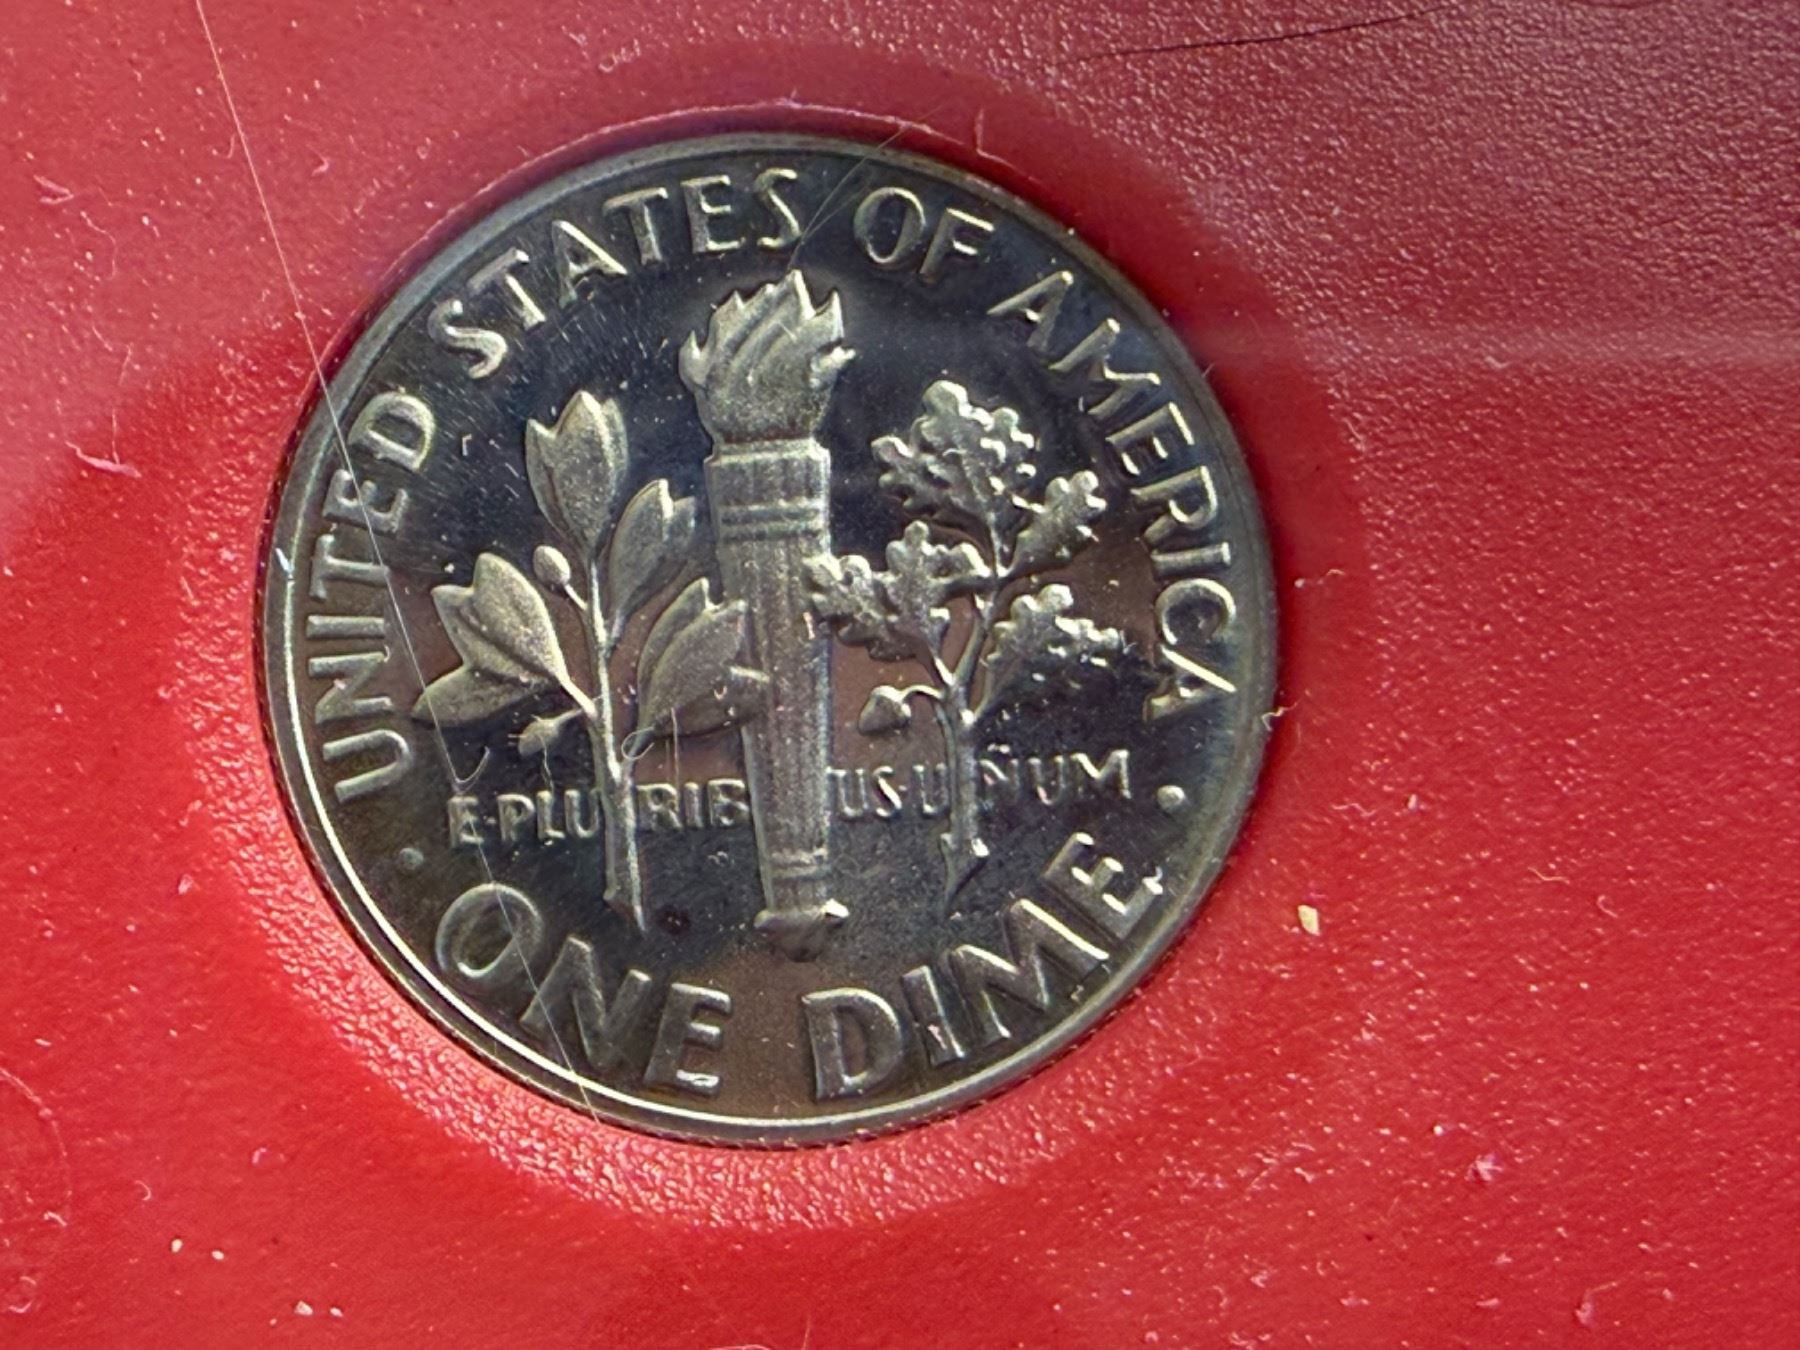 UNITED STATES OF AMERICA
E·PLURIBUS·UNUM
· ONE DIME ·